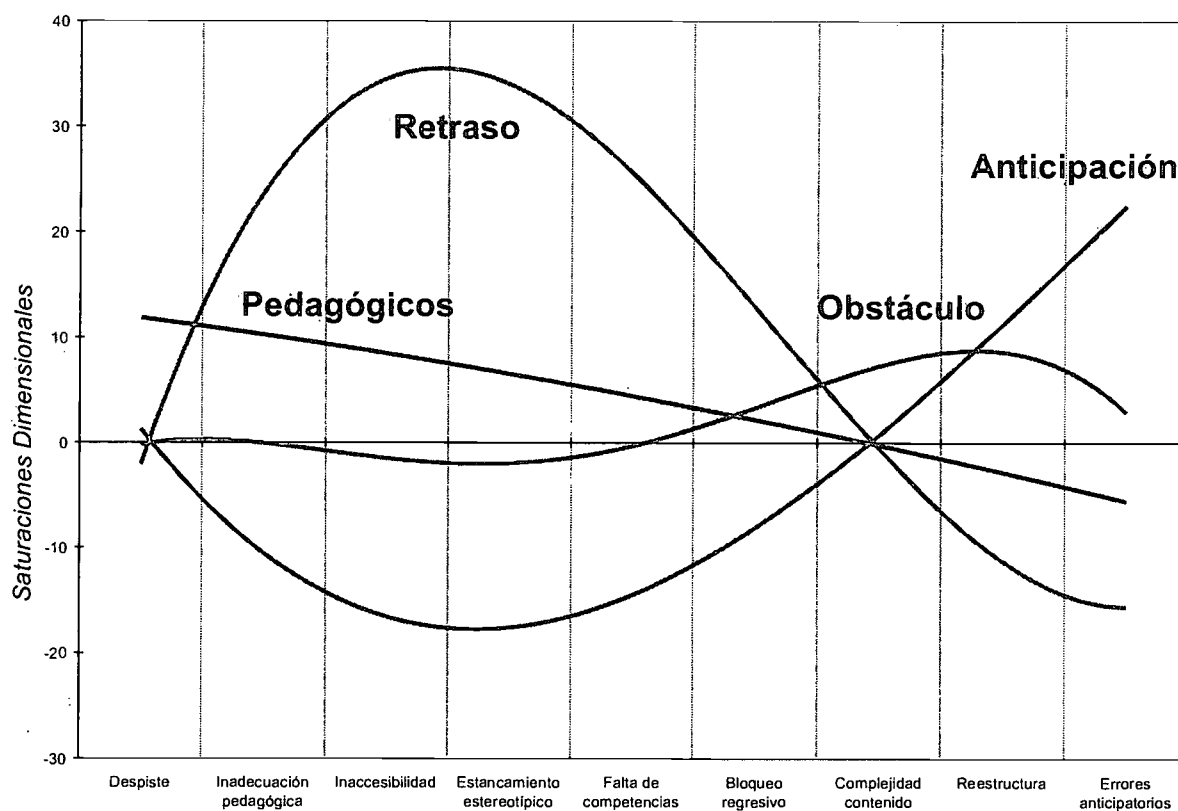 40
30
20
10
0
-10
-20
-30
Saturaciones Dimensionales
Retraso
Anticipación
Pedagógicos
Obstáculo
Despiste
Inadecuación
pedagógica
Inaccesibilidad
Estancamiento
estereotípico
Falta de
competencias
Bloqueo
regresivo
Complejidad
contenido
Reestructura
Errores
anticipatorios